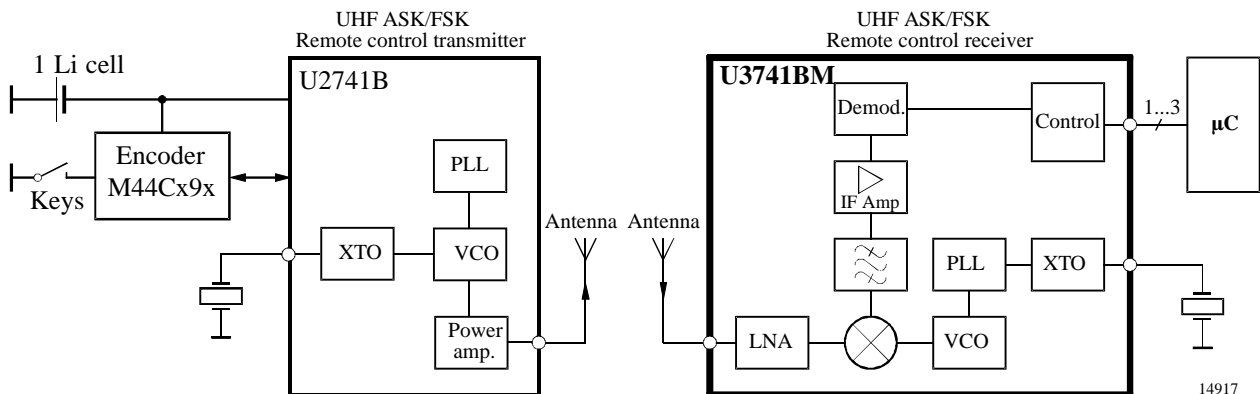 UHF ASK/FSK
Remote control transmitter
1 Li cell
U2741B
Encoder
M44Cx9x
Keys
PLL
XTO
VCO
Power
amp.
Antenna
UHF ASK/FSK
Remote control receiver
U3741BM
Demod.
Control
1...3
µC
IF Amp
Antenna
PLL
XTO
LNA
VCO
14917